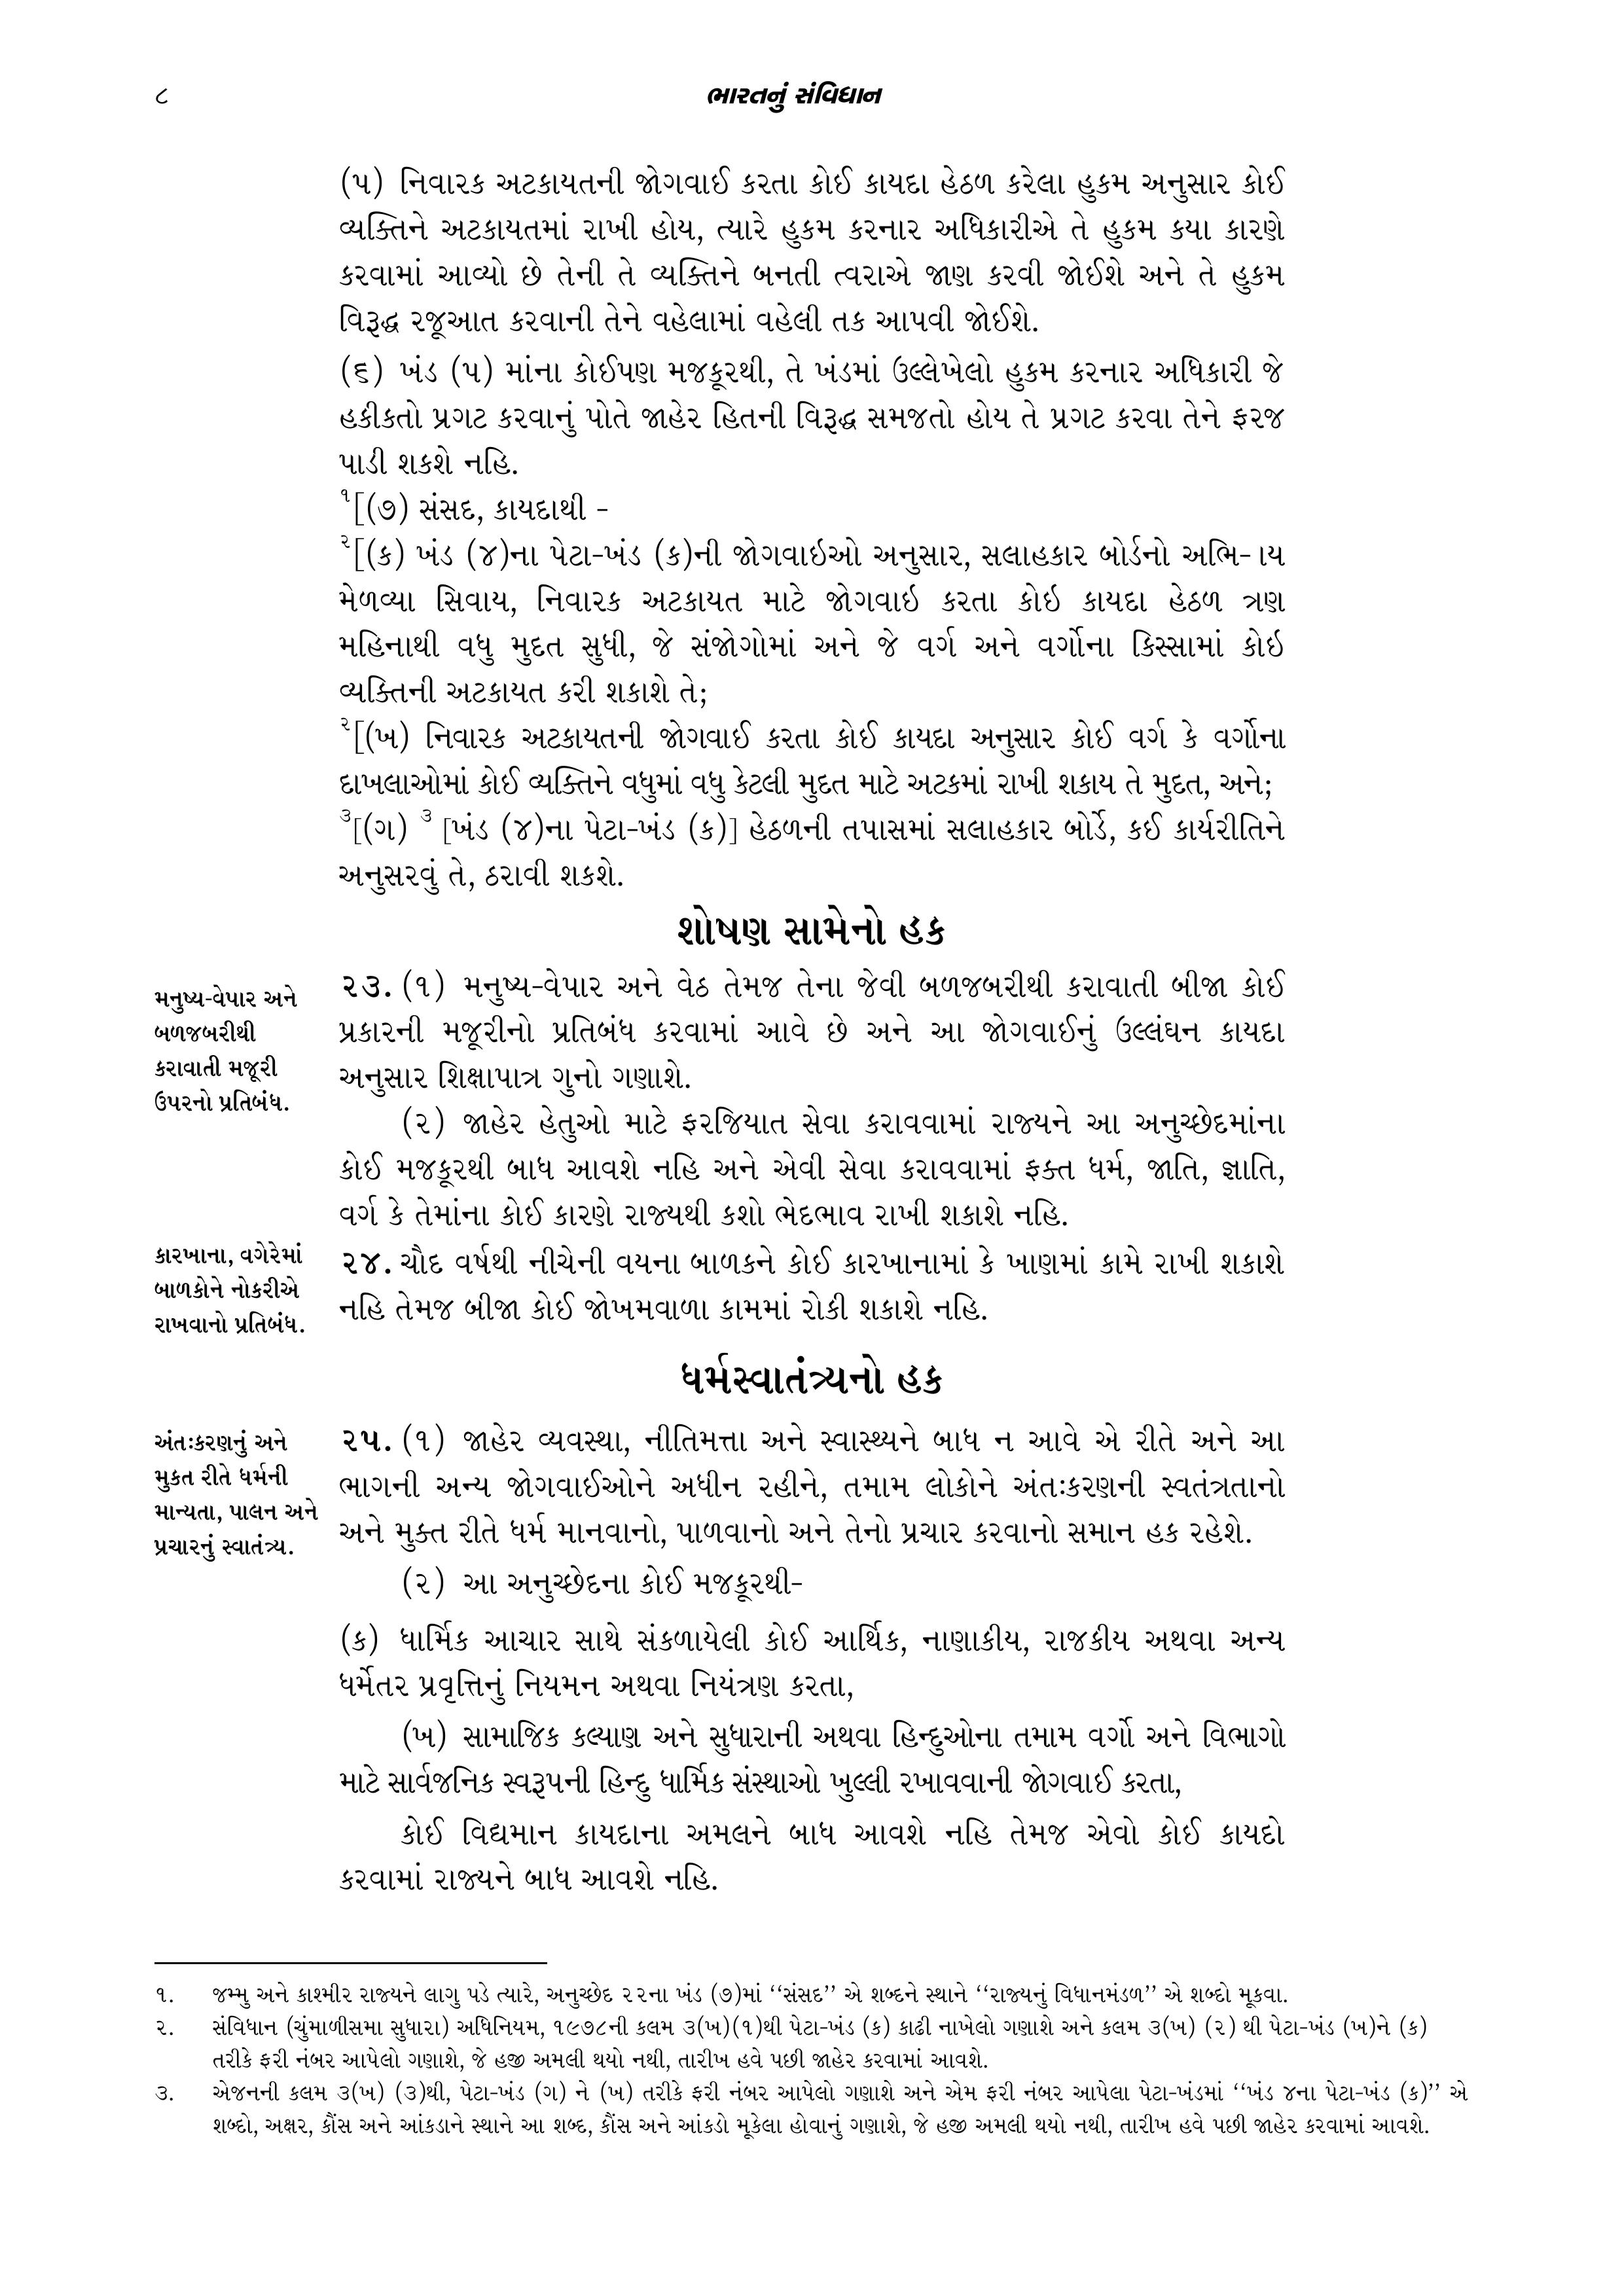 ૮
ભારતનું સંવિધાન
(૫) નિવારક અટકાયતની જોગવાઈ કરતા કોઈ કાયદા હેઠળ કરેલા હુકમ અનુસાર કોઈ
વ્યક્તિને અટકાયતમાં રાખી હોય, ત્યારે હુકમ કરનાર અધિકારીએ તે હુકમ કયા કારણે
કરવામાં આવ્યો છે તેની તે વ્યક્તિને બનતી ત્વરાએ જાણ કરવી જોઈશે અને તે હુકમ
વિરૂદ્ધ રજૂઆત કરવાની તેને વહેલામાં વહેલી તક આપવી જોઈશે.
(૬) ખંડ (૫) માંના કોઈપણ મજકૂરથી, તે ખંડમાં ઉલ્લેખેલો હુકમ કરનાર અધિકારી જે
હકીકતો પ્રગટ કરવાનું પોતે જાહેર હિતની વિરૂદ્ધ સમજતો હોય તે પ્રગટ કરવા તેને ફરજ
પાડી શકશે નહિ.
૧[(૭) સંસદ, કાયદાથી -
૨[(ક) ખંડ (૪)ના પેટા-ખંડ (ક)ની જોગવાઇઓ અનુસાર, સલાહકાર બોર્ડનો અભિ-ાય
મેળવ્યા સિવાય, નિવારક અટકાયત માટે જોગવાઇ કરતા કોઇ કાયદા હેઠળ ત્રણ
મહિનાથી વધુ મુદત સુધી, જે સંજોગોમાં અને જે વર્ગ અને વર્ગોના કિસ્સામાં કોઇ
વ્યક્તિની અટકાયત કરી શકાશે તે;
૨[(ખ) નિવારક અટકાયતની જોગવાઈ કરતા કોઈ કાયદા અનુસાર કોઈ વર્ગ કે વર્ગોના
દાખલાઓમાં કોઈ વ્યક્તિને વધુમાં વધુ કેટલી મુદત માટે અટકમાં રાખી શકાય તે મુદત, અને;
૩[(ગ) ૩ [ખંડ (૪)ના પેટા-ખંડ (ક)] હેઠળની તપાસમાં સલાહકાર બોર્ડે, કઈ કાર્યરીતિને
અનુસરવું તે, ઠરાવી શકશે.
શોષણ સામેનો હક
મનુષ્ય-વેપાર અને
બળજબરીથી
કરાવાતી મજૂરી
ઉપરનો પ્રતિબંધ.
૨૩. (૧) મનુષ્ય-વેપાર અને વેઠ તેમજ તેના જેવી બળજબરીથી કરાવાતી બીજા કોઈ
પ્રકારની મજૂરીનો પ્રતિબંધ કરવામાં આવે છે અને આ જોગવાઈનું ઉલ્લંઘન કાયદા
અનુસાર શિક્ષાપાત્ર ગુનો ગણાશે.
(૨) જાહેર હેતુઓ માટે ફરજિયાત સેવા કરાવવામાં રાજ્યને આ અનુચ્છેદમાંના
કોઈ મજકૂરથી બાધ આવશે નહિ અને એવી સેવા કરાવવામાં ફક્ત ધર્મ, જાતિ, જ્ઞાતિ,
વર્ગ કે તેમાંના કોઈ કારણે રાજ્યથી કશો ભેદભાવ રાખી શકાશે નહિ.
કારખાના, વગેરેમાં
બાળકોને નોકરીએ
રાખવાનો પ્રતિબંધ.
૨૪. ચૌદ વર્ષથી નીચેની વયના બાળકને કોઈ કારખાનામાં કે ખાણમાં કામે રાખી શકાશે
નહિ તેમજ બીજા કોઈ જોખમવાળા કામમાં રોકી શકાશે નહિ.
ધર્મસ્વાતંત્ર્યનો હક
અંતઃકરણનું અને
મુક્ત રીતે ધર્મની
માન્યતા, પાલન અને
પ્રચારનું સ્વાતંત્ર્ય.
૨૫. (૧) જાહેર વ્યવસ્થા, નીતિમત્તા અને સ્વાસ્થ્યને બાધ ન આવે એ રીતે અને આ
ભાગની અન્ય જોગવાઈઓને અધીન રહીને, તમામ લોકોને અંતઃકરણની સ્વતંત્રતાનો
અને મુક્ત રીતે ધર્મ માનવાનો, પાળવાનો અને તેનો પ્રચાર કરવાનો સમાન હક રહેશે.
(૨) આ અનુચ્છેદના કોઈ મજકૂરથી-
(ક) ધાર્મિક આચાર સાથે સંકળાયેલી કોઈ આર્થિક, નાણાકીય, રાજકીય અથવા અન્ય
ધર્મેતર પ્રવૃત્તિનું નિયમન અથવા નિયંત્રણ કરતા,
(ખ) સામાજિક કલ્યાણ અને સુધારાની અથવા હિન્દુઓના તમામ વર્ગો અને વિભાગો
માટે સાર્વજનિક સ્વરૂપની હિન્દુ ધાર્મિક સંસ્થાઓ ખુલ્લી રખાવવાની જોગવાઈ કરતા,
કોઈ વિદ્યમાન કાયદાના અમલને બાધ આવશે નહિ તેમજ એવો કોઈ કાયદો
કરવામાં રાજ્યને બાધ આવશે નહિ.
૧. જમ્મુ અને કાશ્મીર રાજ્યને લાગુ પડે ત્યારે, અનુચ્છેદ ૨૨ના ખંડ (૭)માં ‘‘સંસદ’’ એ શબ્દને સ્થાને ‘‘રાજ્યનું વિધાનમંડળ’’ એ શબ્દો મૂકવા.
૨. સંવિધાન (ચુંમાળીસમા સુધારા) અધિનિયમ, ૧૯૭૮ની કલમ ૩(ખ)(૧)થી પેટા-ખંડ (ક) કાઢી નાખેલો ગણાશે અને કલમ ૩(ખ) (૨) થી પેટા-ખંડ (ખ)ને (ક)
તરીકે ફરી નંબર આપેલો ગણાશે, જે હજી અમલી થયો નથી, તારીખ હવે પછી જાહેર કરવામાં આવશે.
૩. એજનની કલમ ૩(ખ) (૩)થી, પેટા-ખંડ (ગ) ને (ખ) તરીકે ફરી નંબર આપેલો ગણાશે અને એમ ફરી નંબર આપેલા પેટા-ખંડમાં ‘‘ખંડ ૪ના પેટા-ખંડ (ક)’’ એ
શબ્દો, અક્ષર, કૌંસ અને આંકડાને સ્થાને આ શબ્દ, કૌંસ અને આંકડો મૂકેલા હોવાનું ગણાશે, જે હજી અમલી થયો નથી, તારીખ હવે પછી જાહેર કરવામાં આવશે.